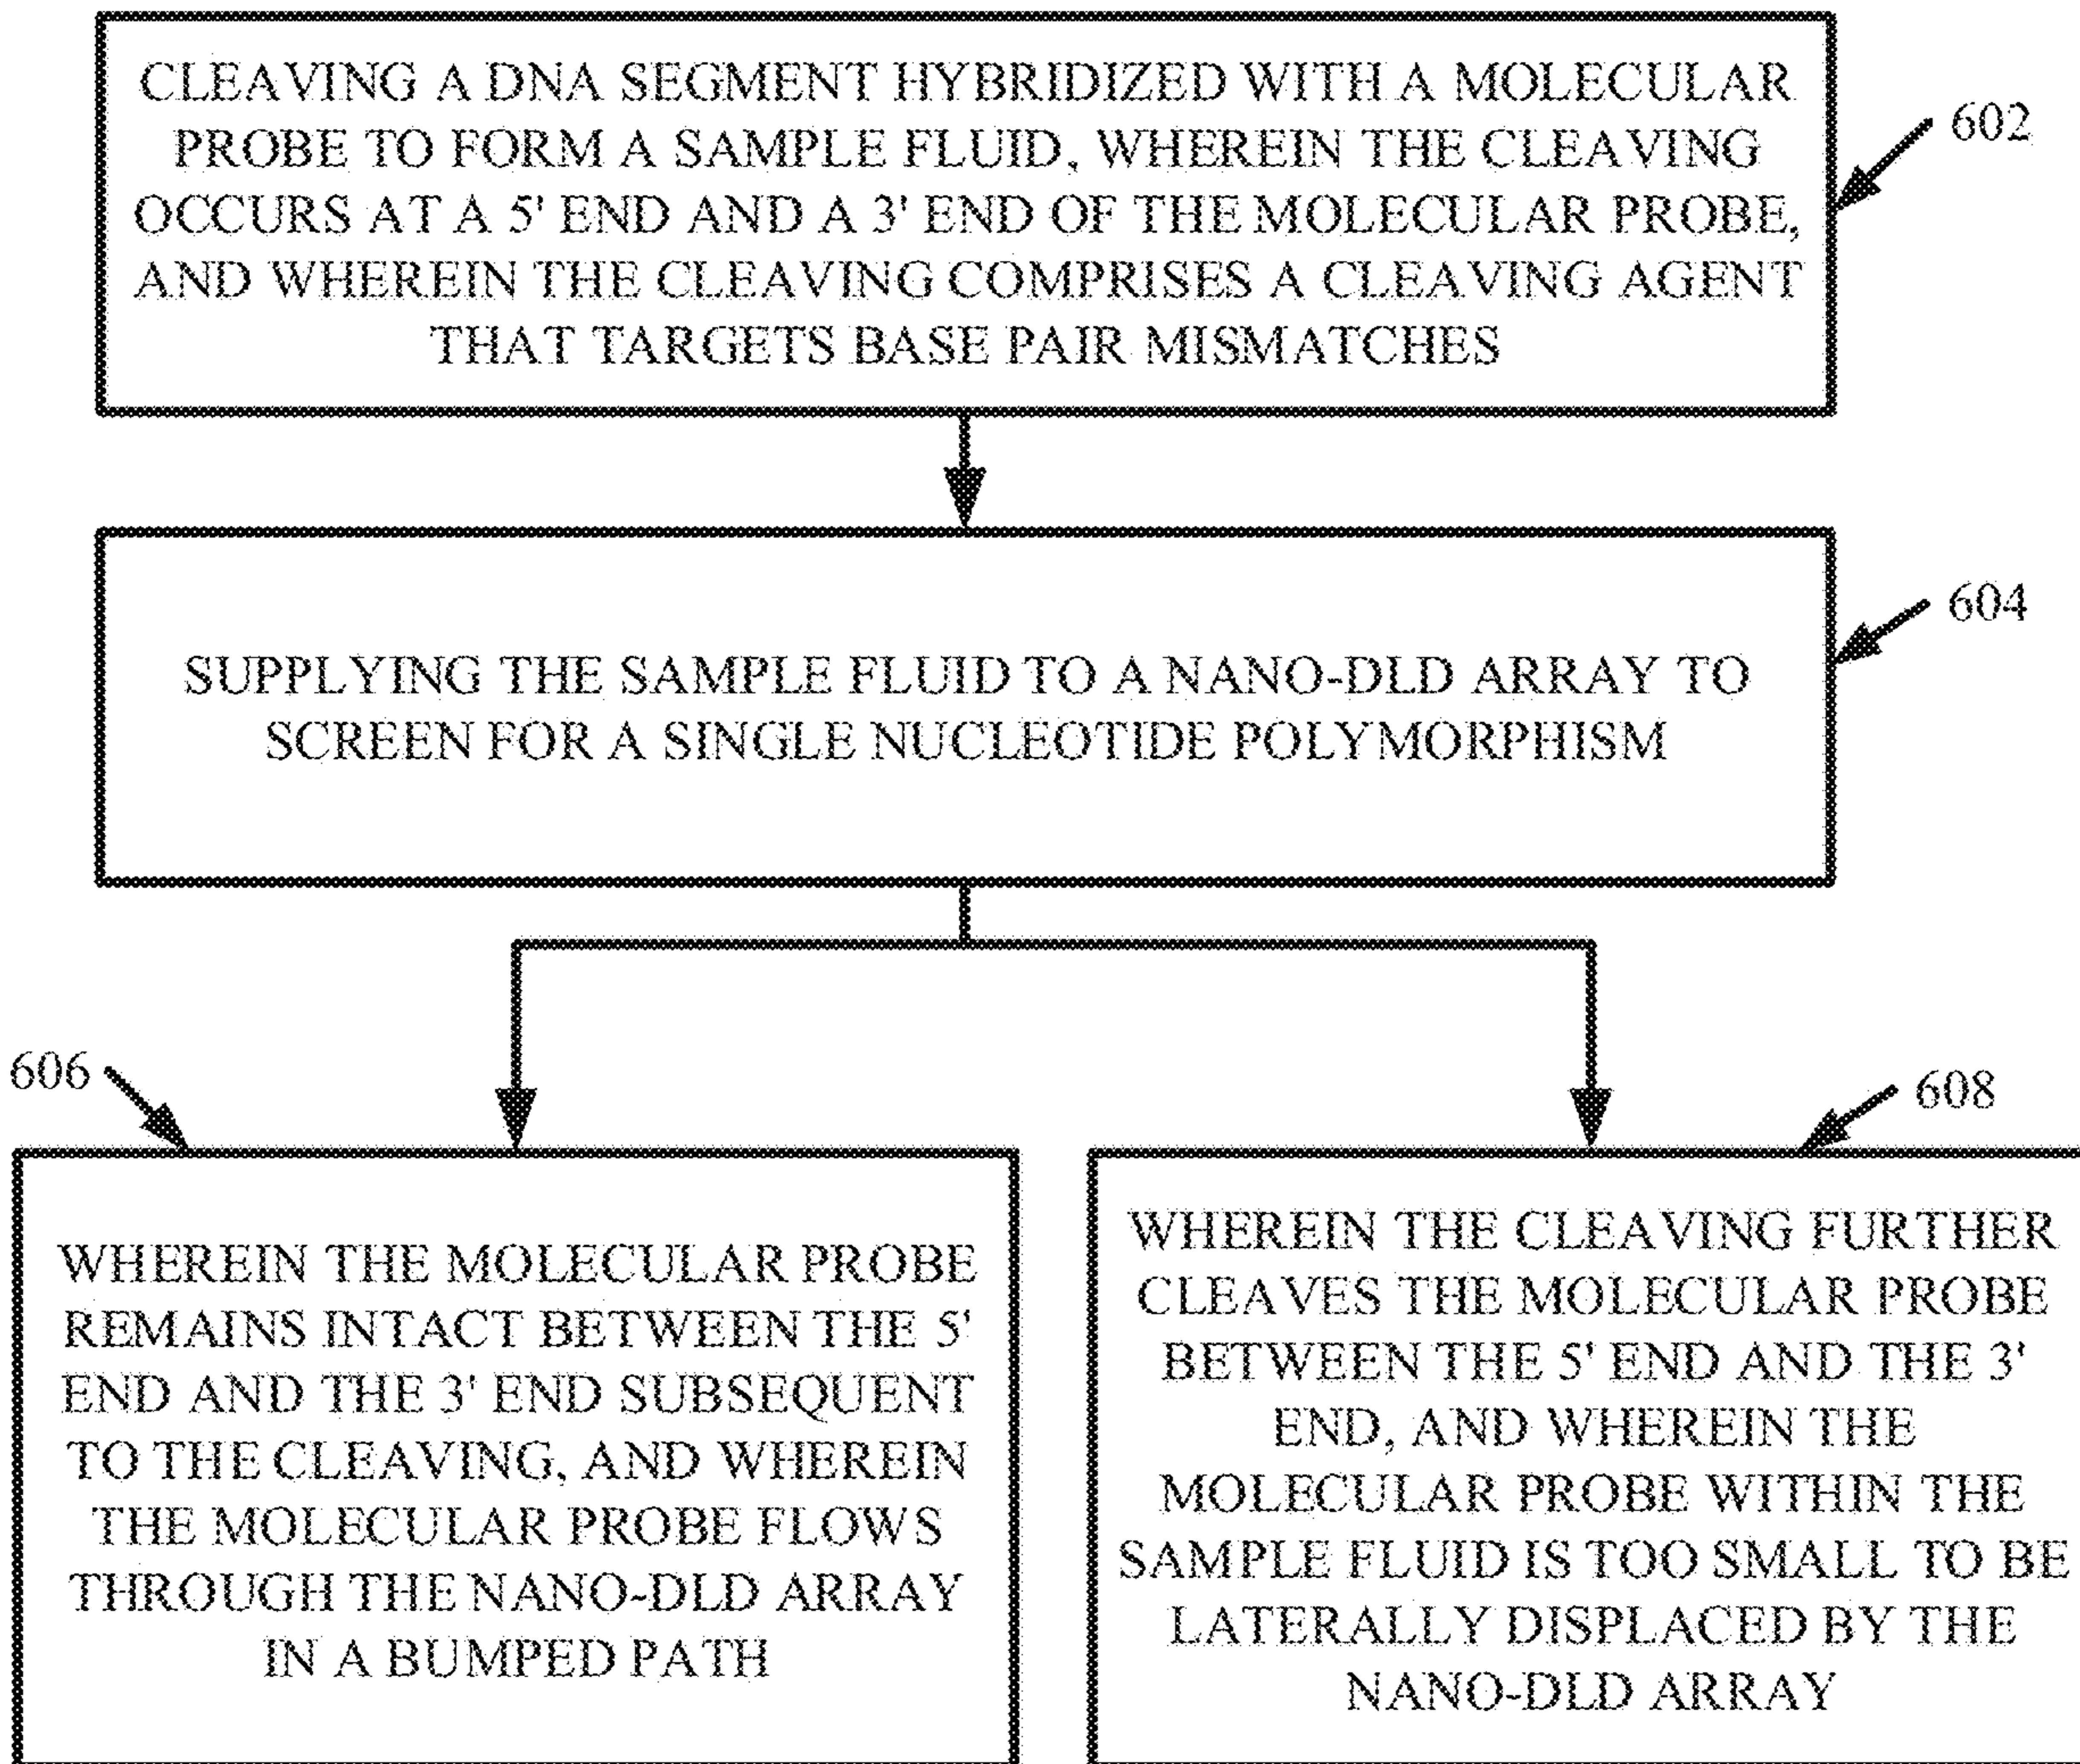 CLEAVING A DNA SEGMENT HYBRIDIZED WITH A MOLECULAR
PROBE TO FORM A SAMPLE FLUID, WHEREIN THE CLEAVING
OCCURS AT A 5' END AND A 3' END OF THE MOLECULAR PROBE,
AND WHEREIN THE CLEAVING COMPRISES A CLEAVING AGENT
THAT TARGETS BASE PAIR MISMATCHES
602
SUPPLYING THE SAMPLE FLUID TO A NANO-DLD ARRAY TO
SCREEN FOR A SINGLE NUCLEOTIDE POLYMORPHISM
604
606
WHEREIN THE MOLECULAR PROBE
REMAINS INTACT BETWEEN THE 5'
END AND THE 3' END SUBSEQUENT
TO THE CLEAVING, AND WHEREIN
THE MOLECULAR PROBE FLOWS
THROUGH THE NANO-DLD ARRAY
IN A BUMPED PATH
608
WHEREIN THE CLEAVING FURTHER
CLEAVES THE MOLECULAR PROBE
BETWEEN THE 5' END AND THE 3'
END, AND WHEREIN THE
MOLECULAR PROBE WITHIN THE
SAMPLE FLUID IS TOO SMALL TO BE
LATERALLY DISPLACED BY THE
NANO-DLD ARRAY